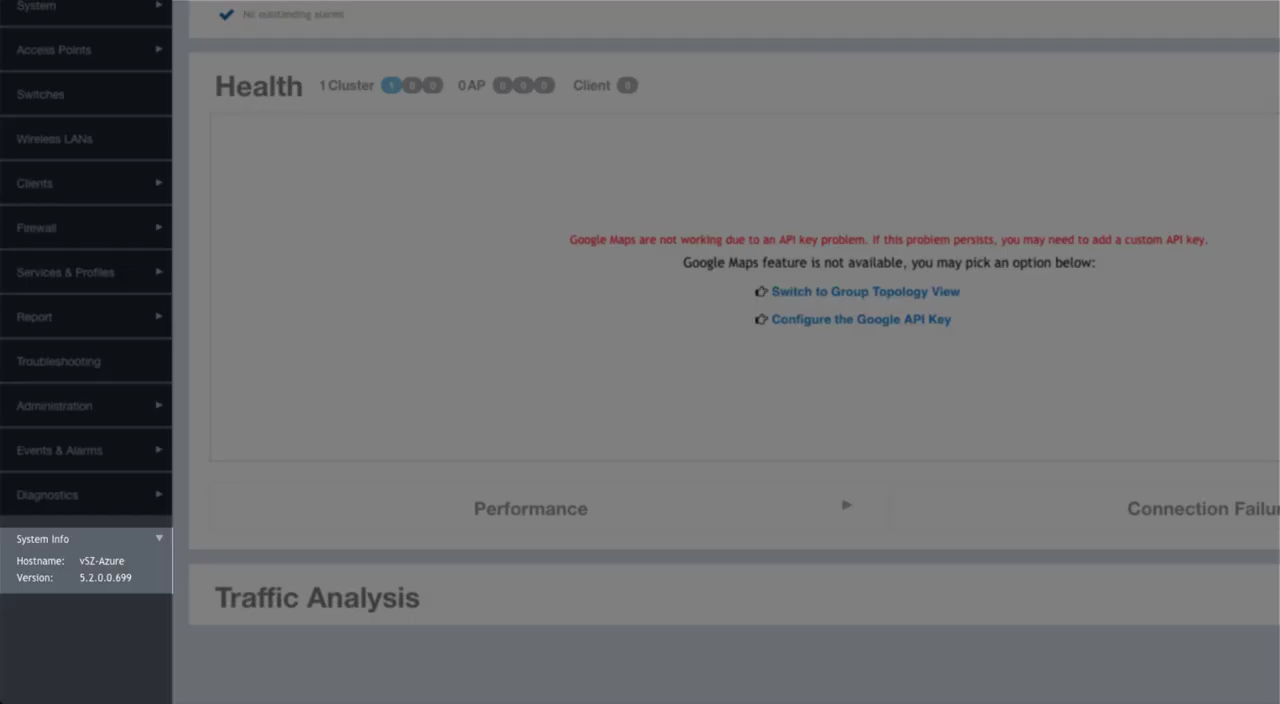 System
No outstanding alarms
Access Points
Switches
Wireless LANs
Clients
Firewall
Services & Profiles
Report
Troubleshooting
Administration
Events & Alarms
Diagnostics
System Info
Hostname: vSZ-Azure
Version: 5.2.0.0.699
Health 1 Cluster 1 0 0 0 AP 0 0 0 Client 0
Google Maps are not working due to an API key problem. If this problem persists, you may need to add a custom API key.
Google Maps feature is not available, you may pick an option below:
Switch to Group Topology View
Configure the Google API Key
Performance
Connection Failu
Traffic Analysis